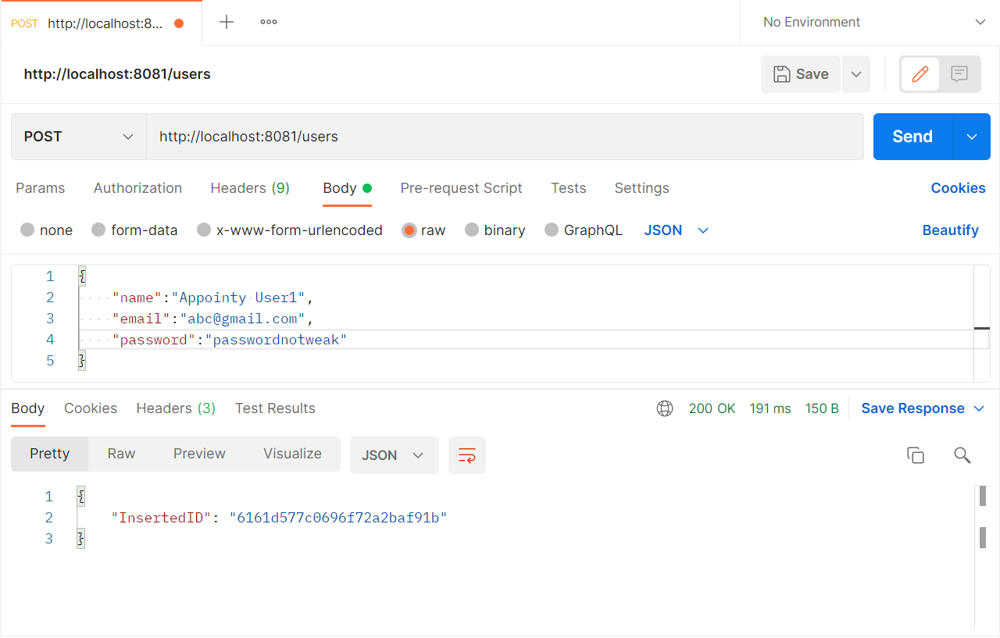 POST http://localhost:8... No Environment
http://localhost:8081/users Save
POST http://localhost:8081/users Send
Params Authorization Headers (9) Body Pre-request Script Tests Settings Cookies
none form-data x-www-form-urlencoded raw binary GraphQL JSON Beautify
1 {
2 "name":"Appointy User1",
3 "email":"abc@gmail.com",
4 "password":"passwordnotweak"
5 }
Body Cookies Headers (3) Test Results 200 OK 191 ms 150 B Save Response
Pretty Raw Preview Visualize JSON
1 {
2 "InsertedID": "6161d577c0696f72a2baf91b"
3 }